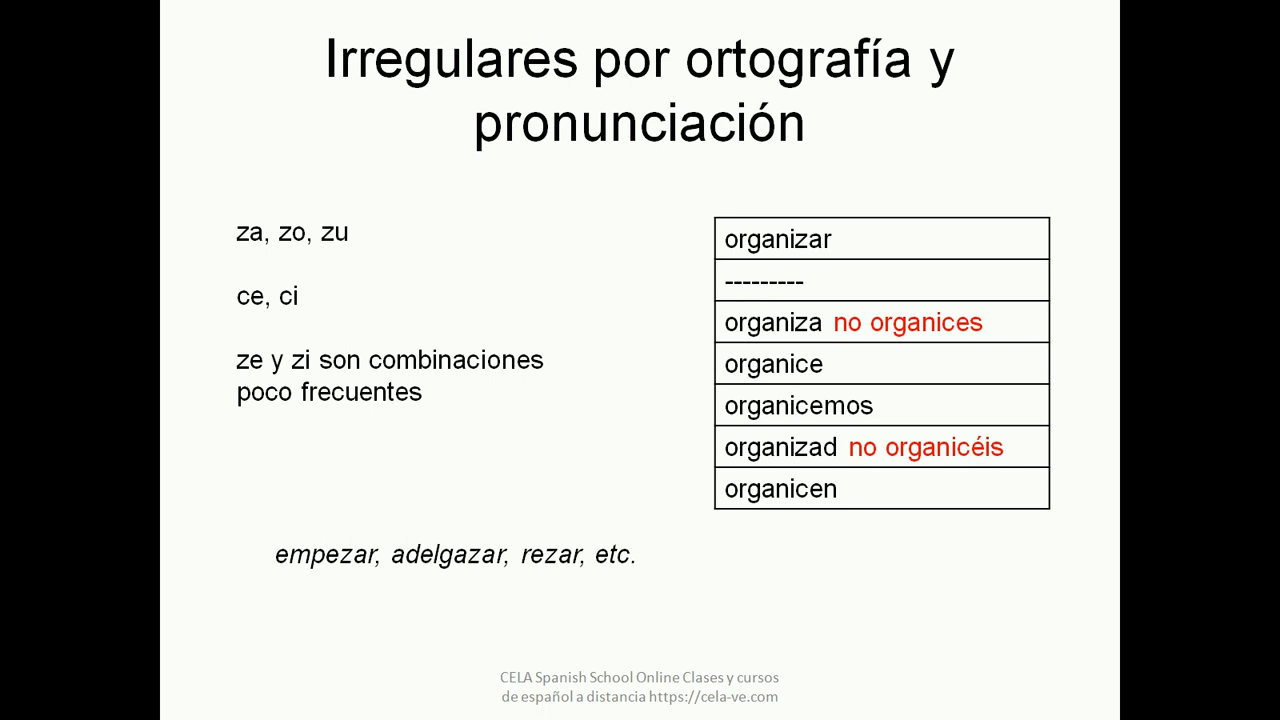 Irregulares por ortografía y
pronunciación
za, zo, zu
ce, ci
ze y zi son combinaciones
poco frecuentes
organizar
---------
organiza no organices
organice
organicemos
organizad no organicéis
organicen
empezar, adelgazar, rezar, etc.
CELA Spanish School Online Clases y cursos
de español a distancia https://cela-ve.com